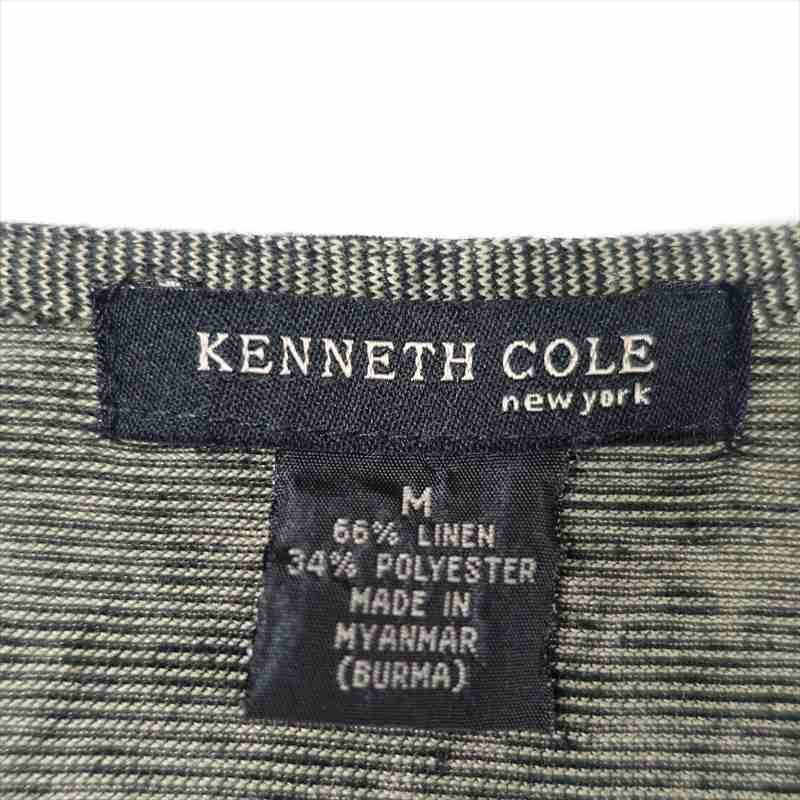 KENNETH COLE
new york
M
66% LINEN
34% POLYESTER
MADE IN
MYANMAR
(BURMA)